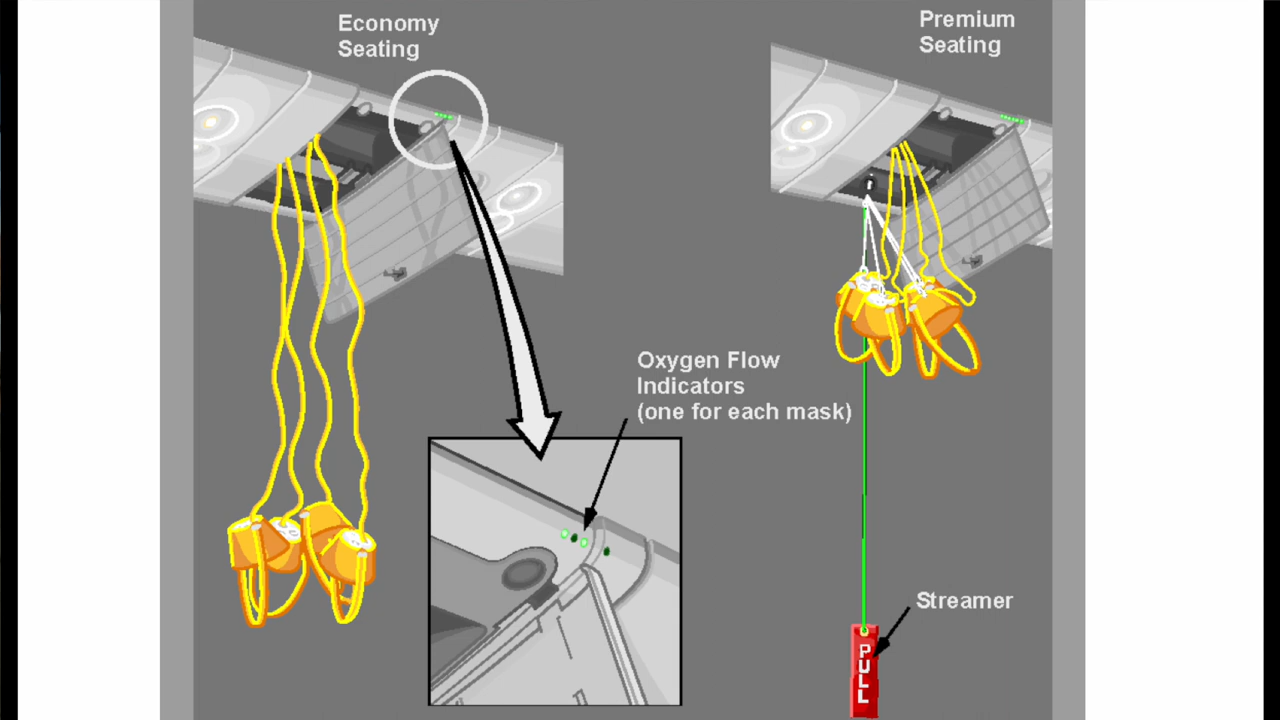 Economy
Seating
Premium
Seating
Oxygen Flow
Indicators
(one for each mask)
Streamer
PULL